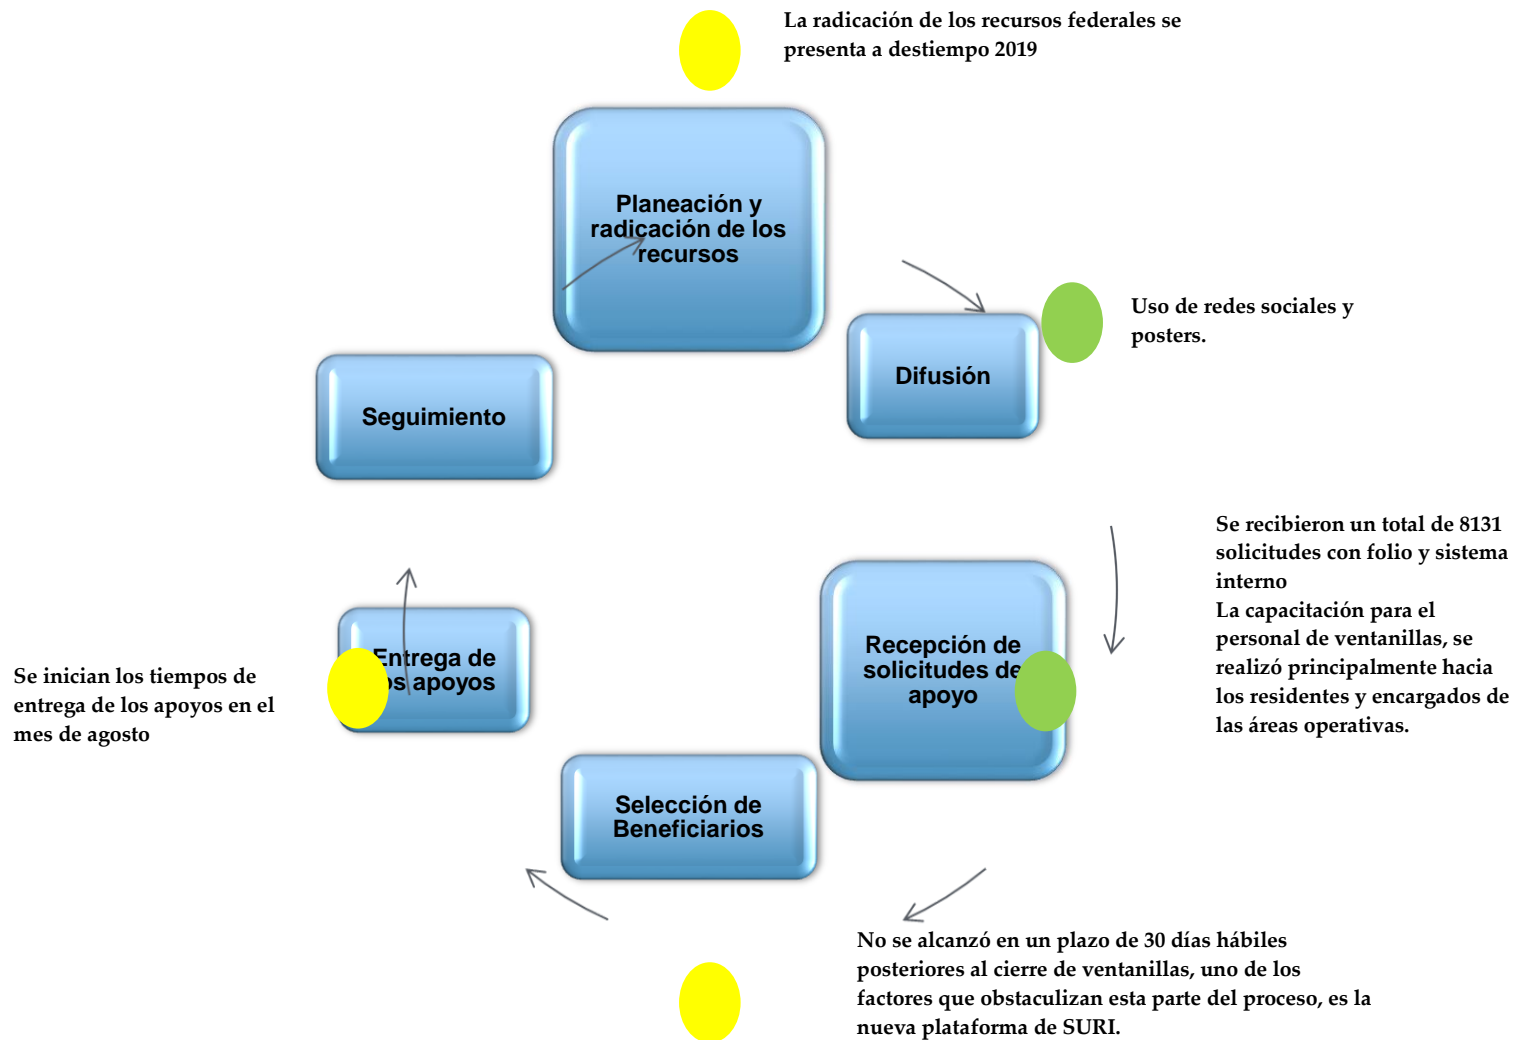 La radicación de los recursos federales se
presenta a destiempo 2019
Planeación y
radicación de los
recursos
Uso de redes sociales y
posters.
Difusión
Seguimiento
Se recibieron un total de 8131
solicitudes con folio y sistema
interno
La capacitación para el
personal de ventanillas, se
realizó principalmente hacia
los residentes y encargados de
las áreas operativas.
Recepción de
solicitudes de
apoyo
Entrega de
los apoyos
Se inician los tiempos de
entrega de los apoyos en el
mes de agosto
Selección de
Beneficiarios
No se alcanzó en un plazo de 30 días hábiles
posteriores al cierre de ventanillas, uno de los
factores que obstaculizan esta parte del proceso, es la
nueva plataforma de SURI.